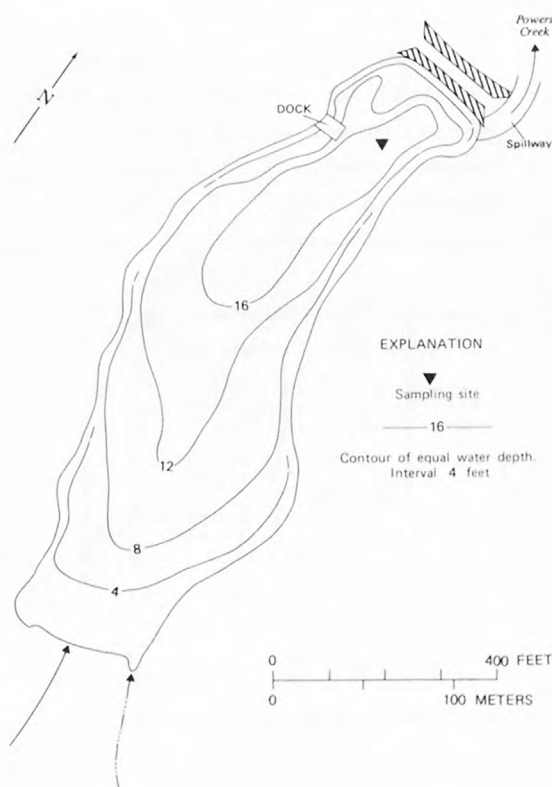 Powers
Creek
N
DOCK
Spillway
16
EXPLANATION
Sampling site
16
Contour of equal water depth.
Interval 4 feet
12
8
4
0 400 FEET
0 100 METERS